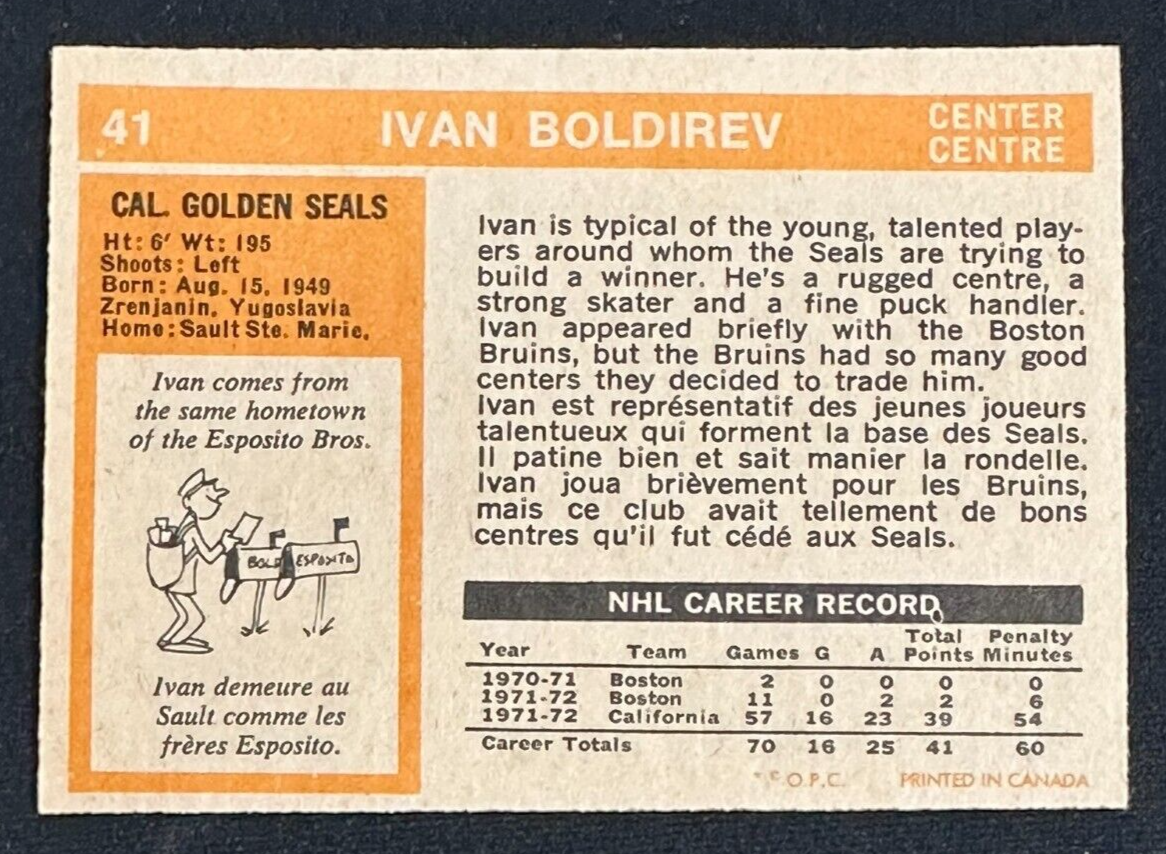 41
IVAN BOLDIREV
CENTER
CENTRE
CAL. GOLDEN SEALS
Ht: 6' Wt: 195
Shoots: Left
Born: Aug. 15, 1949
Zrenjanin, Yugoslavia
Home: Sault Ste. Marie.
Ivan comes from
the same hometown
of the Esposito Bros.
BOLD
ESPOSITO
Ivan demeure au
Sault comme les
frères Esposito.
Ivan is typical of the young, talented play-
ers around whom the Seals are trying to
build a winner. He's a rugged centre, a
strong skater and a fine puck handler.
Ivan appeared briefly with the Boston
Bruins, but the Bruins had so many good
centers they decided to trade him.
Ivan est représentatif des jeunes joueurs
talentueux qui forment la base des Seals.
Il patine bien et sait manier la rondelle.
Ivan joua brièvement pour les Bruins,
mais ce club avait tellement de bons
centres qu'il fut cédé aux Seals.
NHL CAREER RECORD
Year Team Games G A Total Points Penalty Minutes
1970-71 Boston 2 0 0 0 0
1971-72 Boston 11 0 2 2 6
1971-72 California 57 16 23 39 54
Career Totals 70 16 25 41 60
O.P.C. PRINTED IN CANADA